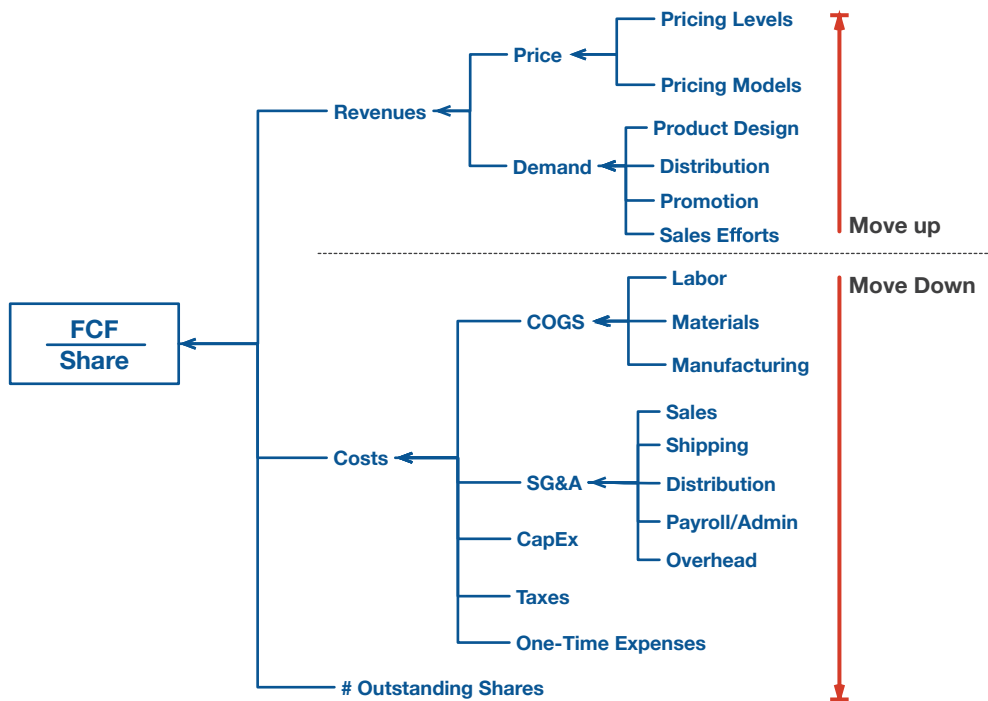 Pricing Levels
Price
Pricing Models
Revenues
Product Design
Demand
Distribution
Promotion
Sales Efforts
Move up
Move Down
FCF
Share
Labor
COGS
Materials
Manufacturing
Costs
Sales
Shipping
SG&A
Distribution
Payroll/Admin
CapEx
Overhead
Taxes
One-Time Expenses
# Outstanding Shares